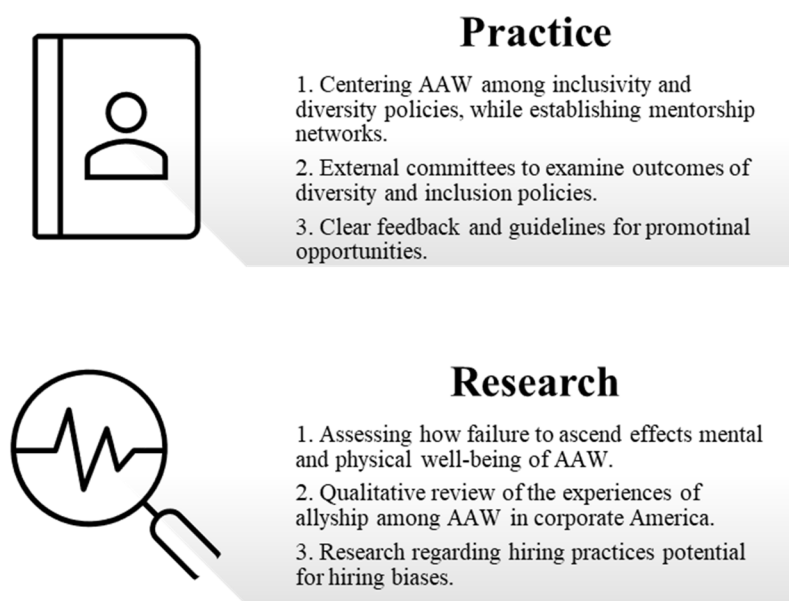 Practice
1. Centering AAW among inclusivity and
diversity policies, while establishing mentorship
networks.
2. External committees to examine outcomes of
diversity and inclusion policies.
3. Clear feedback and guidelines for promotinal
opportunities.
Research
1. Assessing how failure to ascend effects mental
and physical well-being of AAW.
2. Qualitative review of the experiences of
allyship among AAW in corporate America.
3. Research regarding hiring practices potential
for hiring biases.